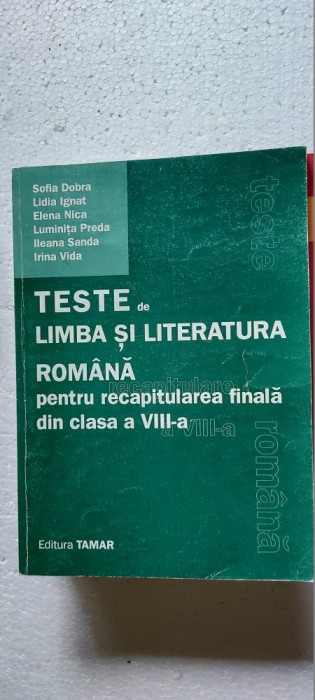 Sofia Dobra
Lidia Ignat
Elena Nica
Luminița Preda
Ileana Sanda
Irina Vida
teste
TESTE de
LIMBA ȘI LITERATURA
ROMÂNĂ
recapitulare
pentru recapitularea finală
din clasa a VIII-a
a VIII-a
română
Editura TAMAR